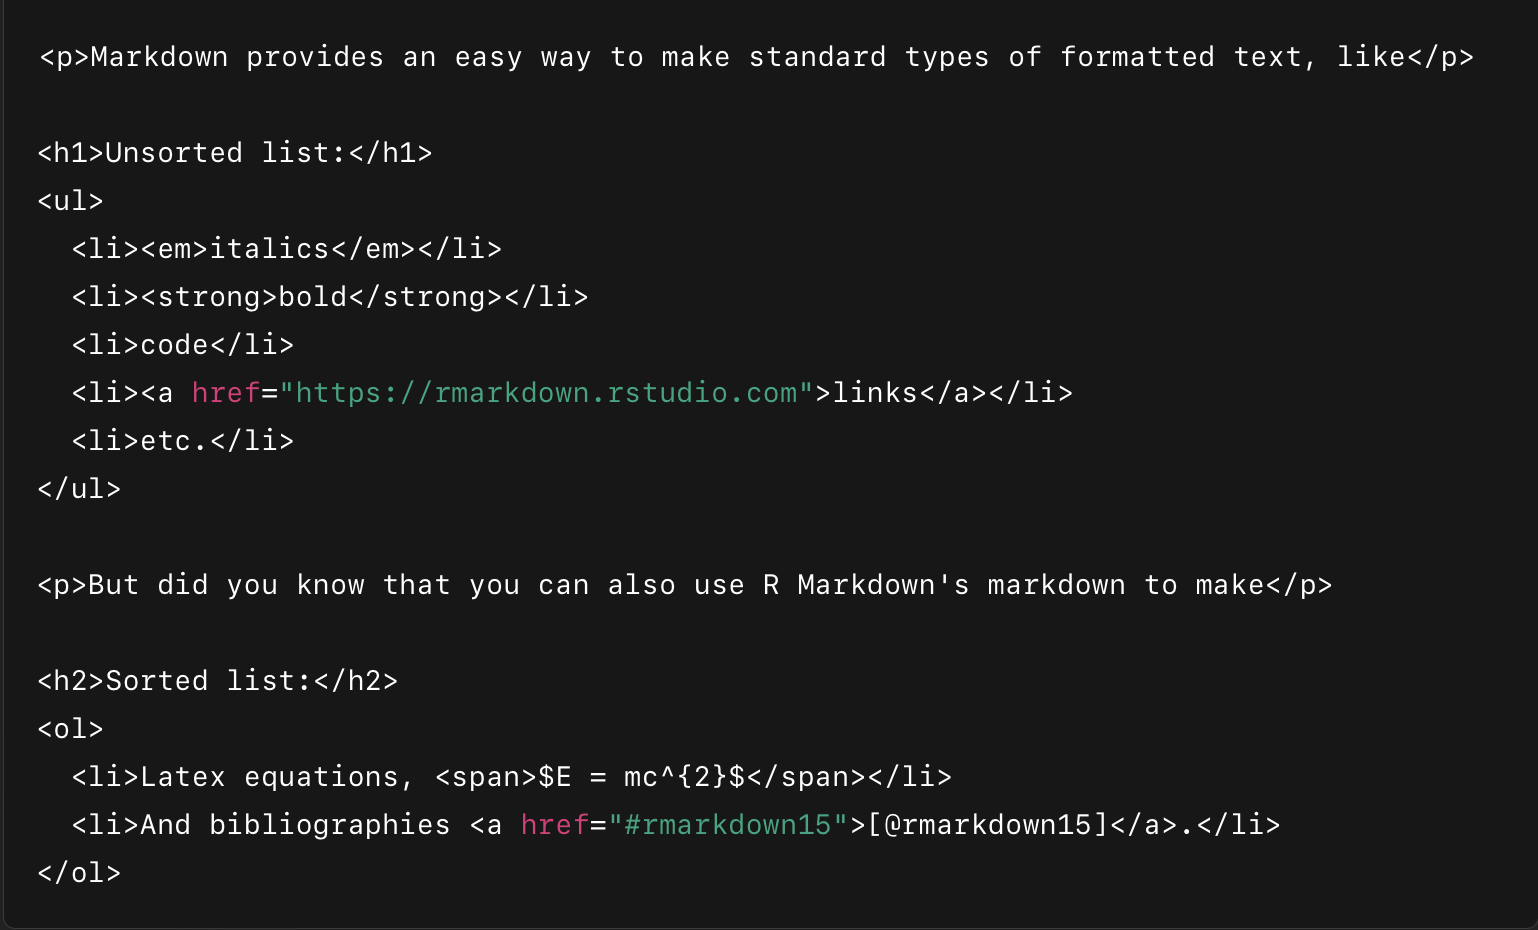 <p>Markdown provides an easy way to make standard types of formatted text, like</p>
<h1>Unsorted list:</h1>
<ul>
<li><em>italics</em></li>
<li><strong>bold</strong></li>
<li>code</li>
<li><a href="https://rmarkdown.rstudio.com">links</a></li>
<li>etc.</li>
</ul>
<p>But did you know that you can also use R Markdown's markdown to make</p>
<h2>Sorted list:</h2>
<ol>
<li>Latex equations, <span>$E = mc^{2}$</span></li>
<li>And bibliographies <a href="#rmarkdown15">[@rmarkdown15]</a>.</li>
</ol>